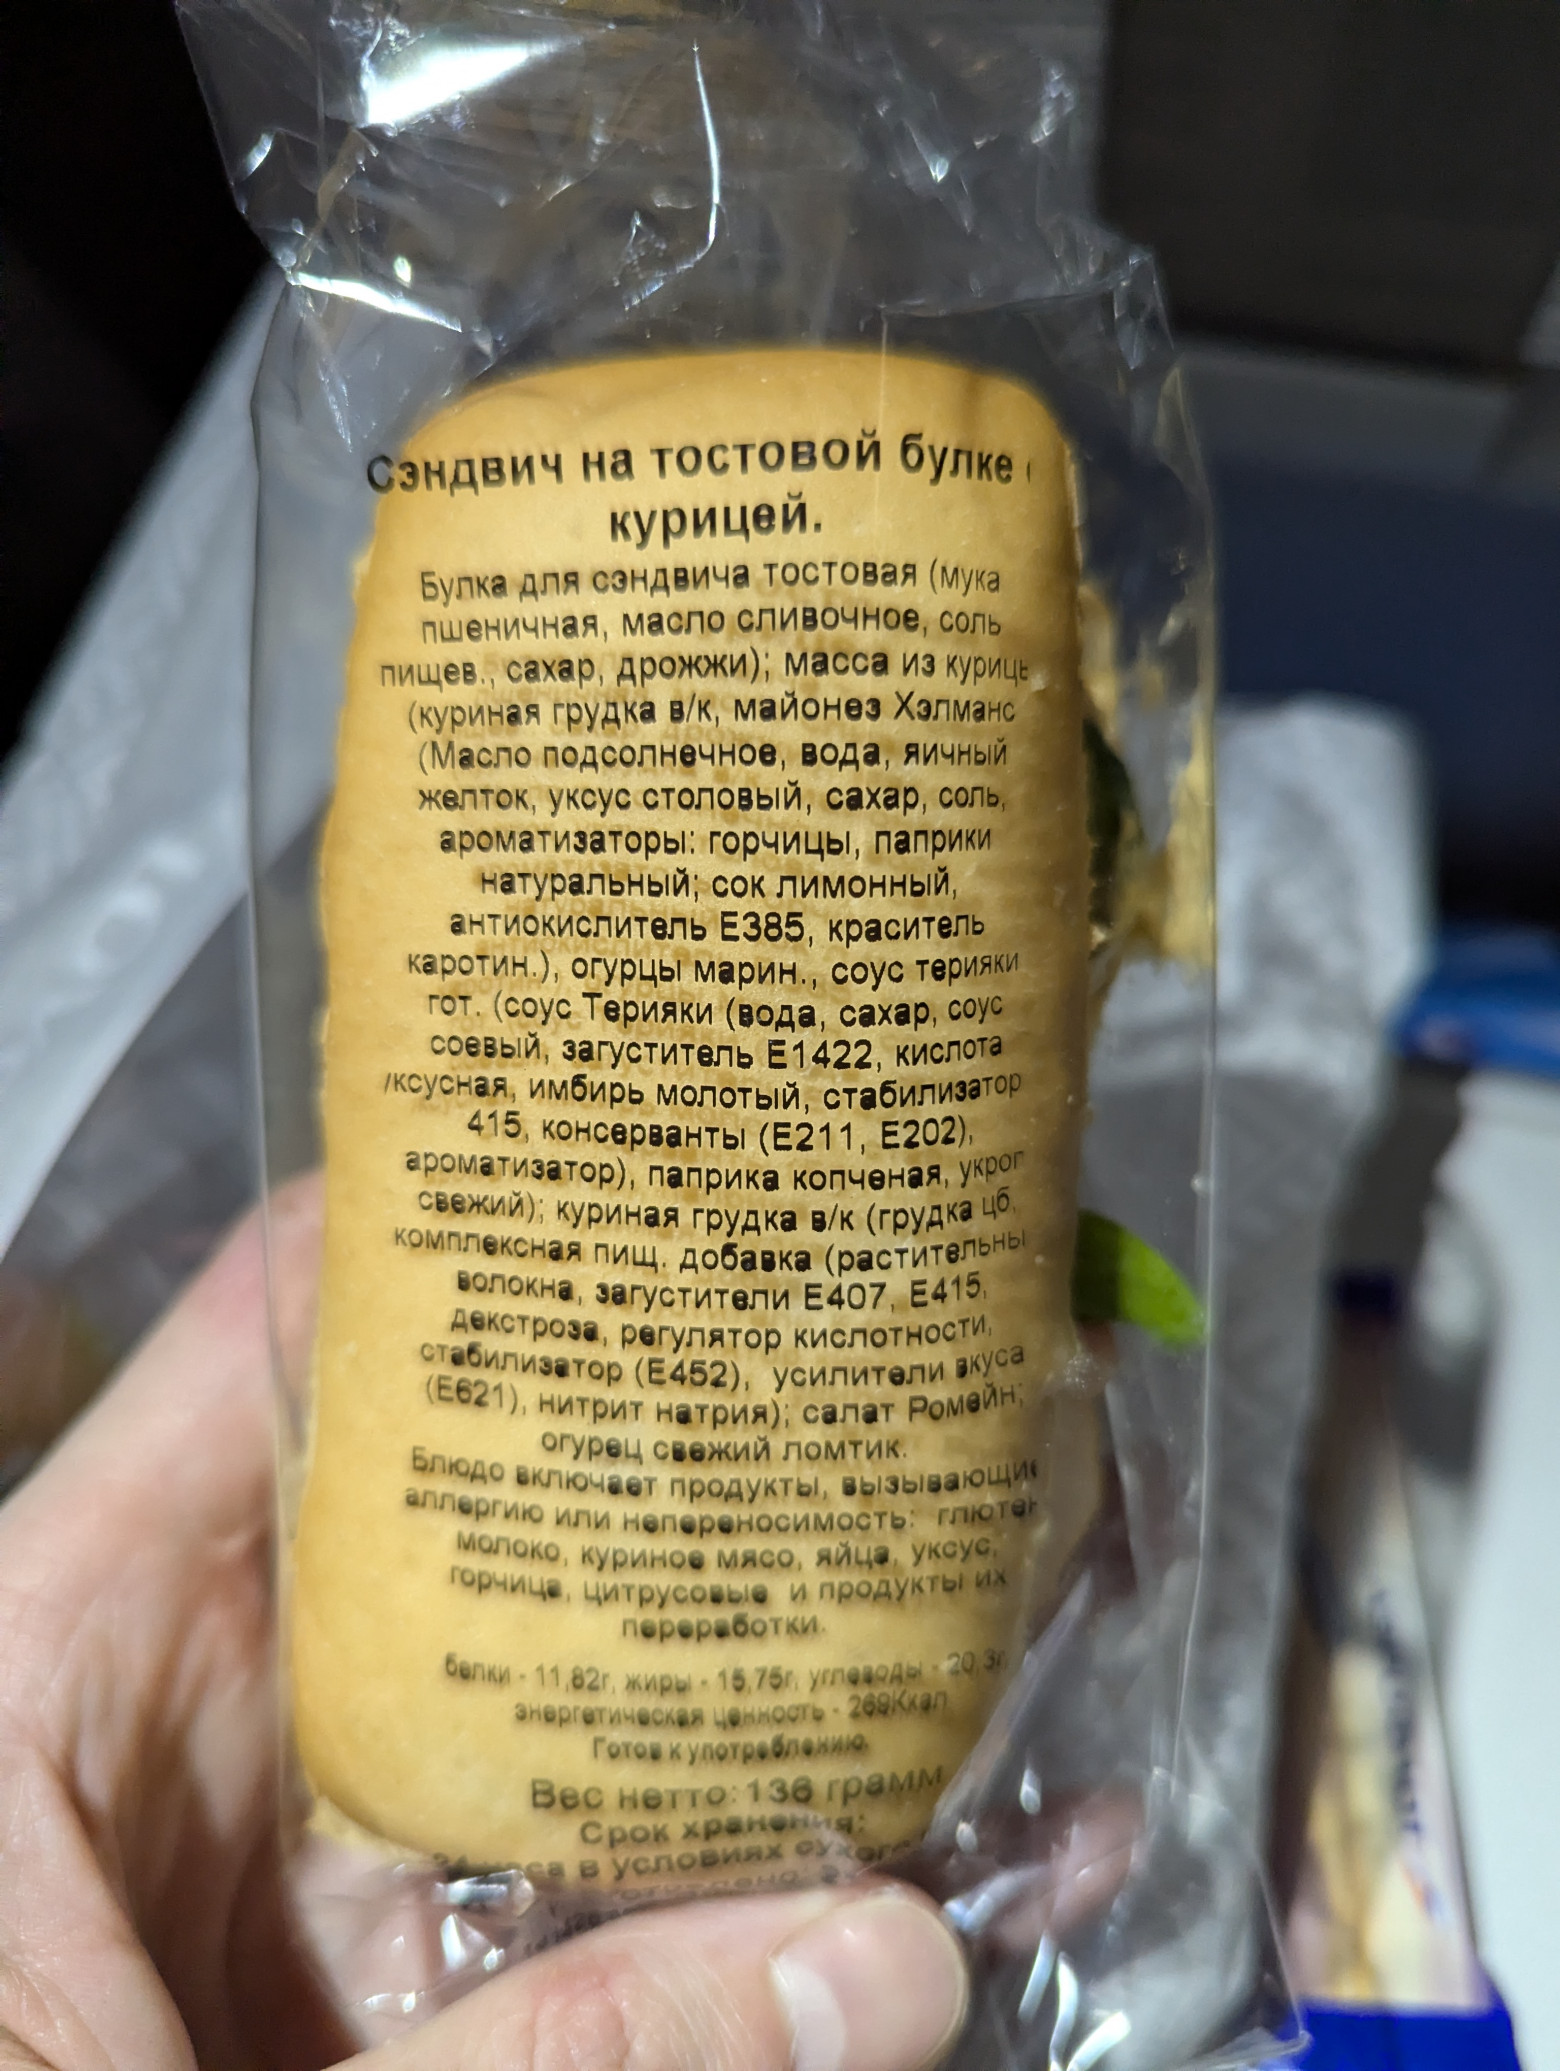 Сэндвич на тостовой булке
курицей.
Булка для сэндвича тостовая (мука
пшеничная, масло сливочное, соль
пищев., сахар, дрожжи); масса из куриц
(куриная грудка в/к, майонез Хэлманс
(Масло подсолнечное, вода, яичный
желток, уксус столовый, сахар, соль,
ароматизаторы: горчицы, паприки
натуральный; сок лимонный,
антиокислитель Е385, краситель
каротин.), огурцы марин., соус терияки
гот. (соус Терияки (вода, сахар, соус
соевый, загуститель Е1422, кислота
уксусная, имбирь молотый, стабилизатор
415, консерванты (Е211, Е202),
ароматизатор), паприка копченая, укроп
свежий); куриная грудка в/к (грудка цб,
комплексная пищ. добавка (растительны
волокна, загустители Е407, Е415,
декстроза, регулятор кислотности,
стабилизатор (Е452), усилители вкуса
(Е621), нитрит натрия); салат Ромейн;
огурец свежий ломтик.
Блюдо включает продукты, вызывающие
аллергию или непереносимость: глютен
молоко, куриное мясо, яйца, уксус,
горчица, цитрусовые и продукты их
переработки.
белки - 11,82г, жиры - 15,75г, углеводы - 20,3г,
энергетическая ценность - 269Ккал
Готов к употреблению.
Вес нетто: 136 грамм
Срок хранения:
в условиях